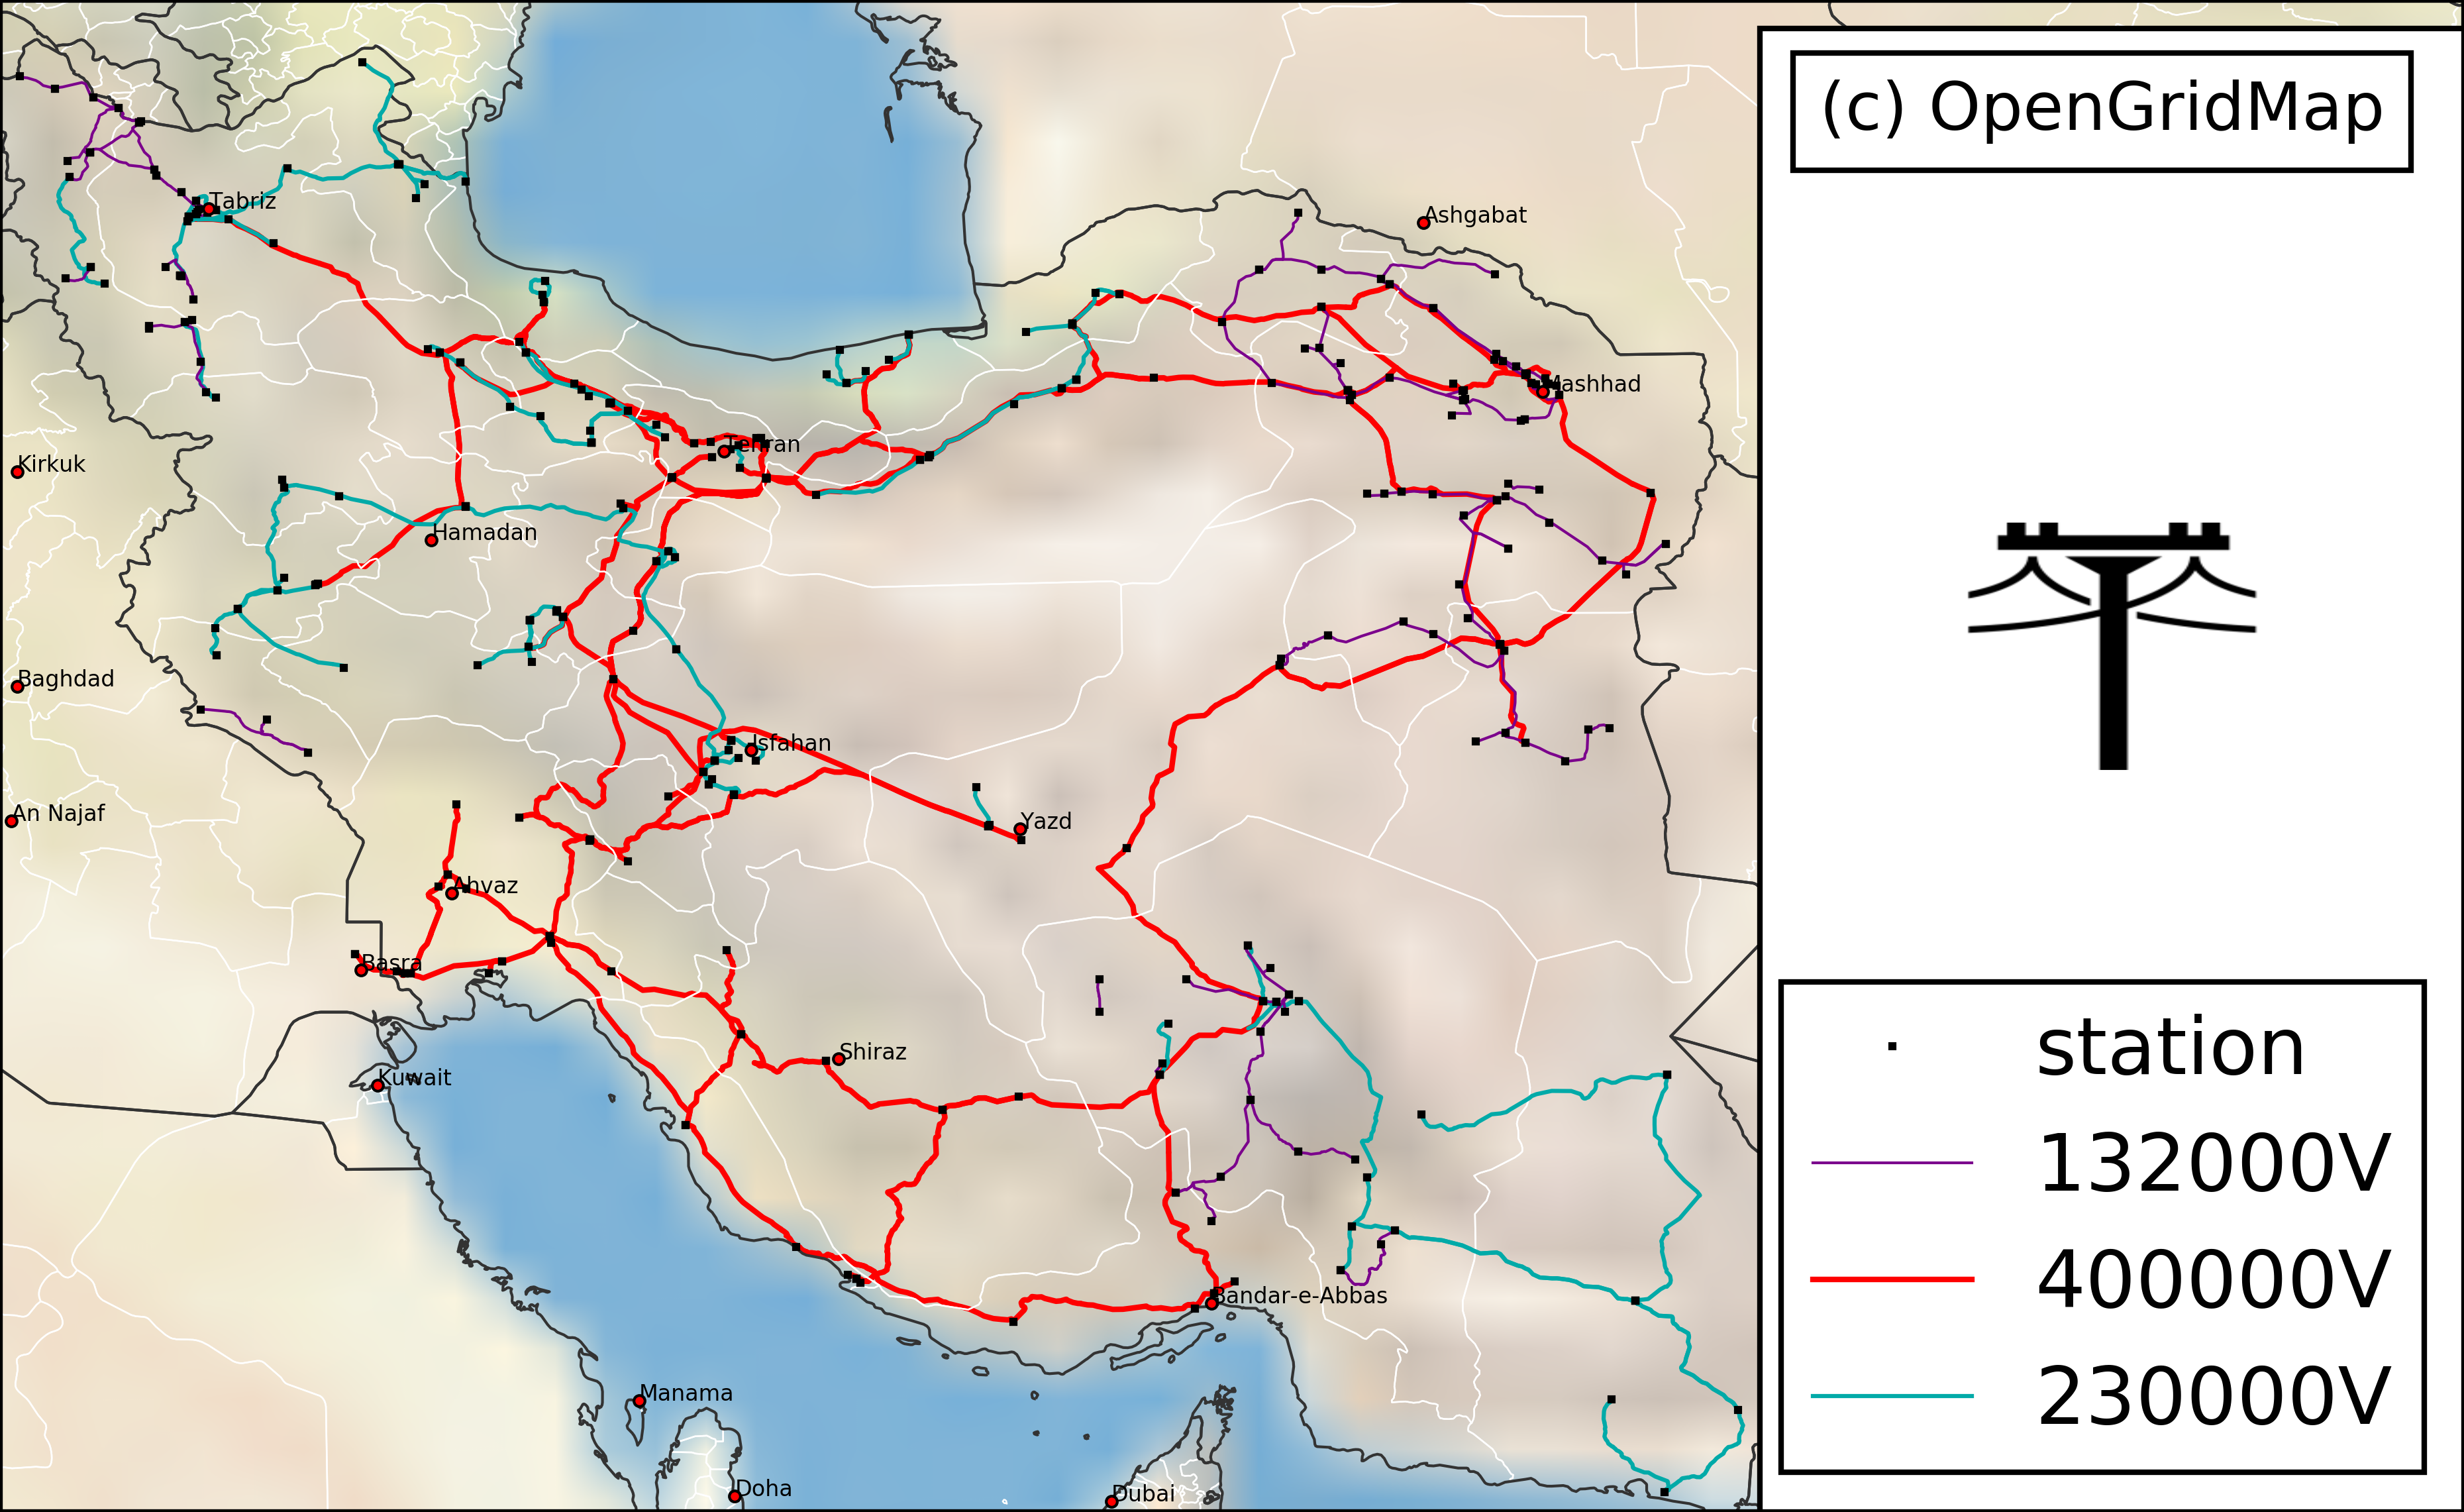 (c) OpenGridMap
Tabriz
Ashgabat
Mashhad
Tehran
Kirkuk
Hamadan
Baghdad
Isfahan
An Najaf
Yazd
Ahvaz
Basra
Shiraz
Kuwait
Bandar-e-Abbas
Manama
Doha
Dubai
station
132000V
400000V
230000V